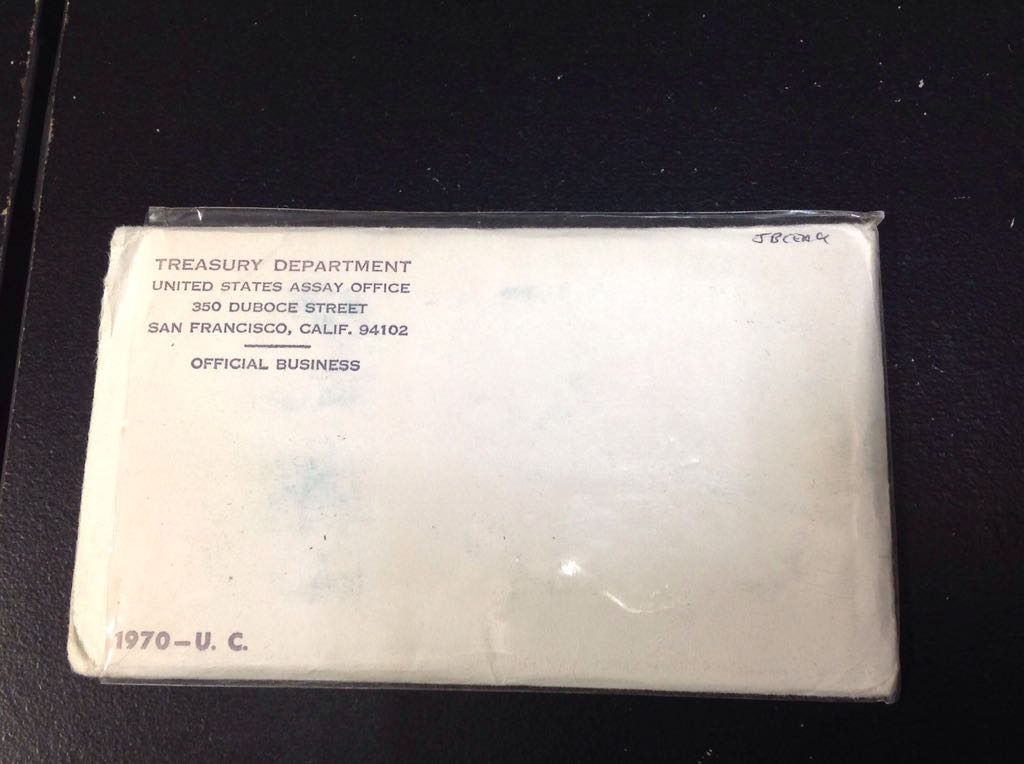 TREASURY DEPARTMENT
UNITED STATES ASSAY OFFICE
350 DUBOCE STREET
SAN FRANCISCO, CALIF. 94102
OFFICIAL BUSINESS
1970-U. C.